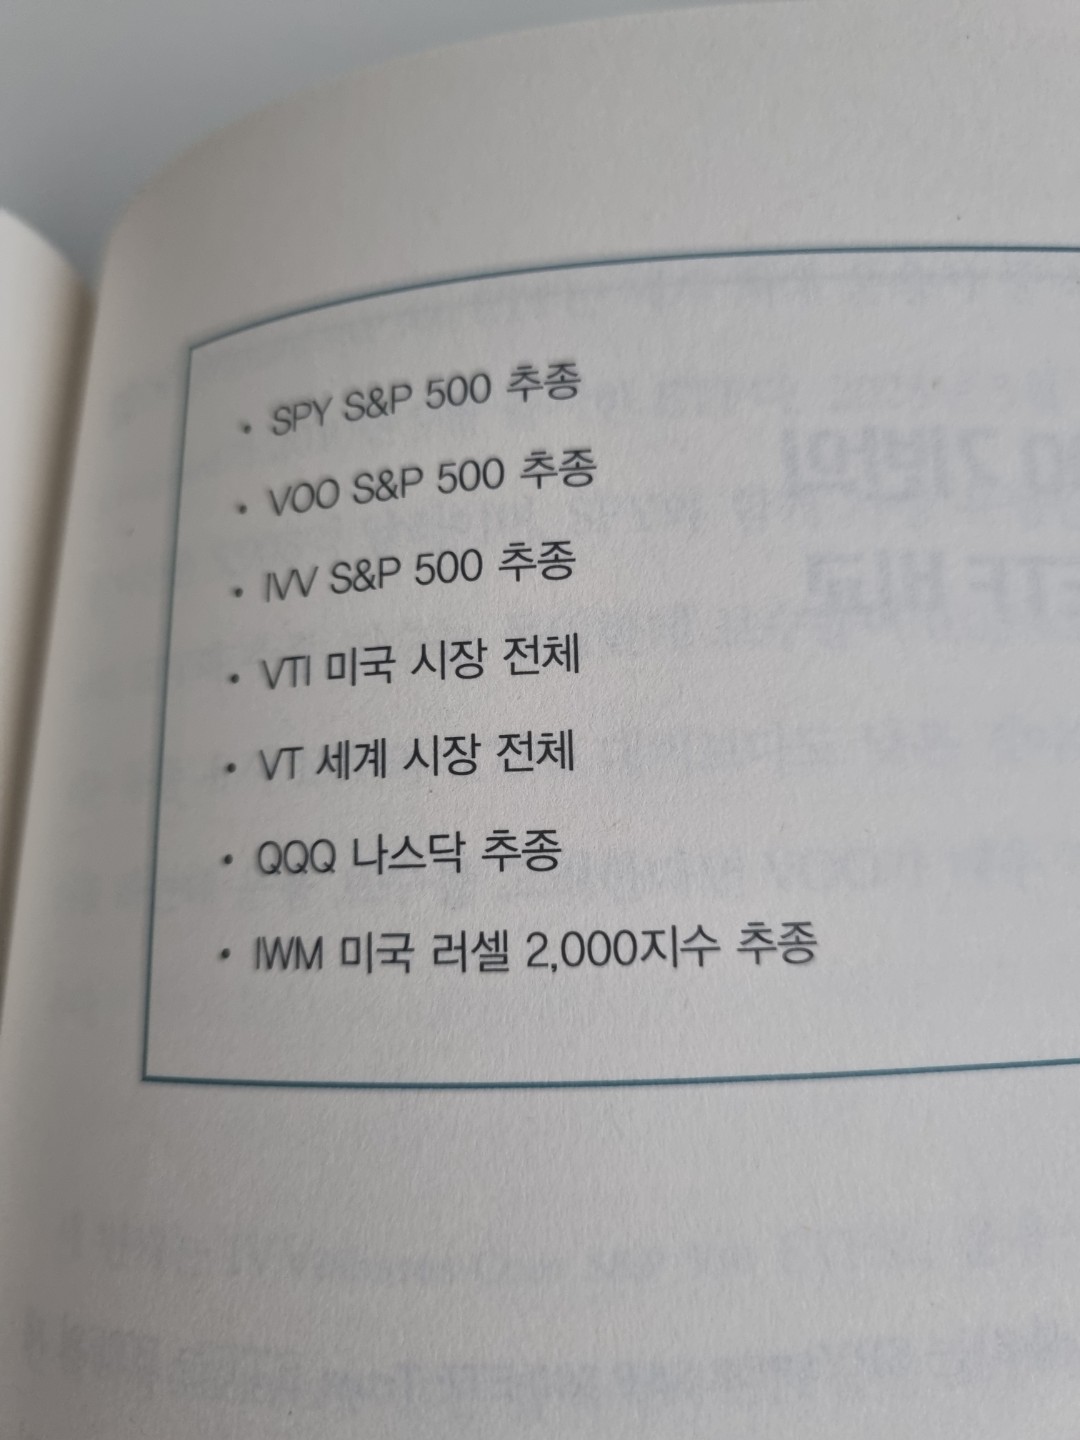 • SPY S&P 500 추종
• VOO S&P 500 추종
• IVV S&P 500 추종
• VTI 미국 시장 전체
• VT 세계 시장 전체
• QQQ 나스닥 추종
• IWM 미국 러셀 2,000지수 추종